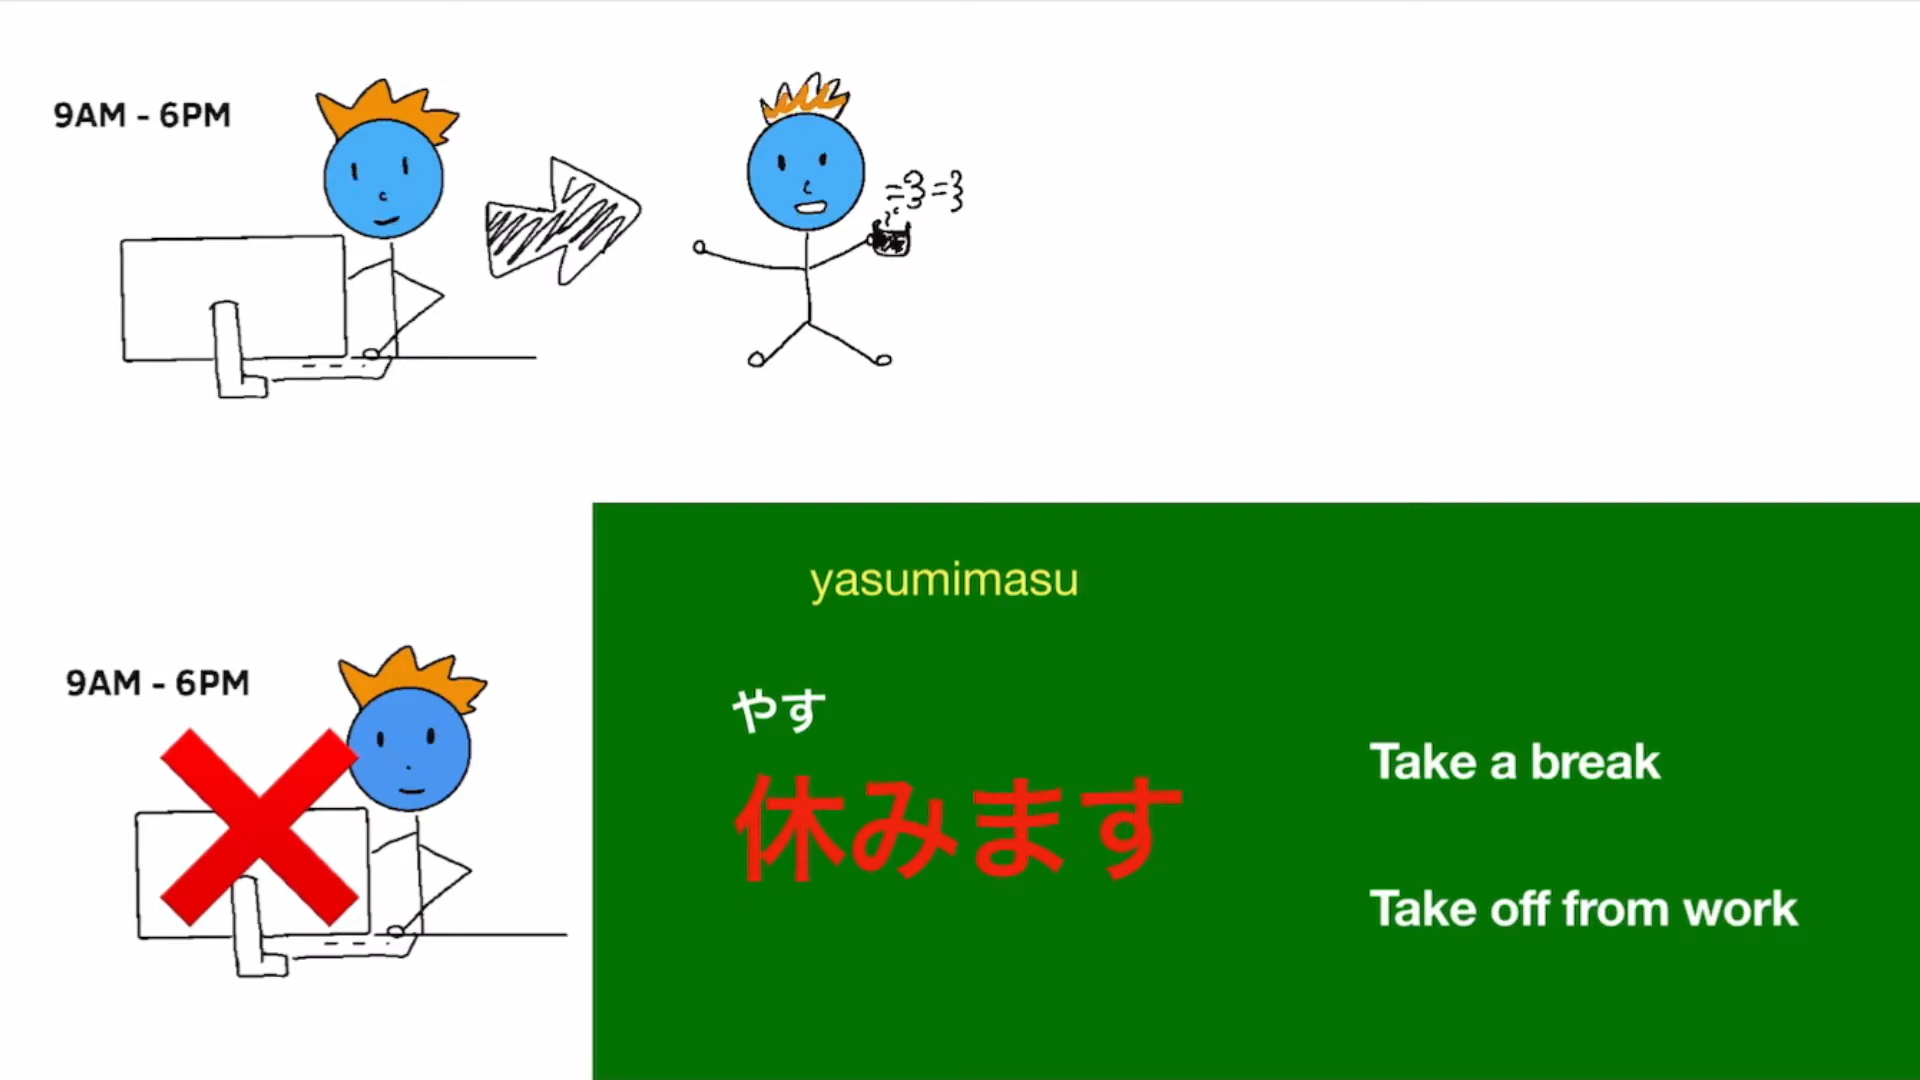 9AM - 6PM
9AM - 6PM
yasumimasu
やす
休みます
Take a break
Take off from work